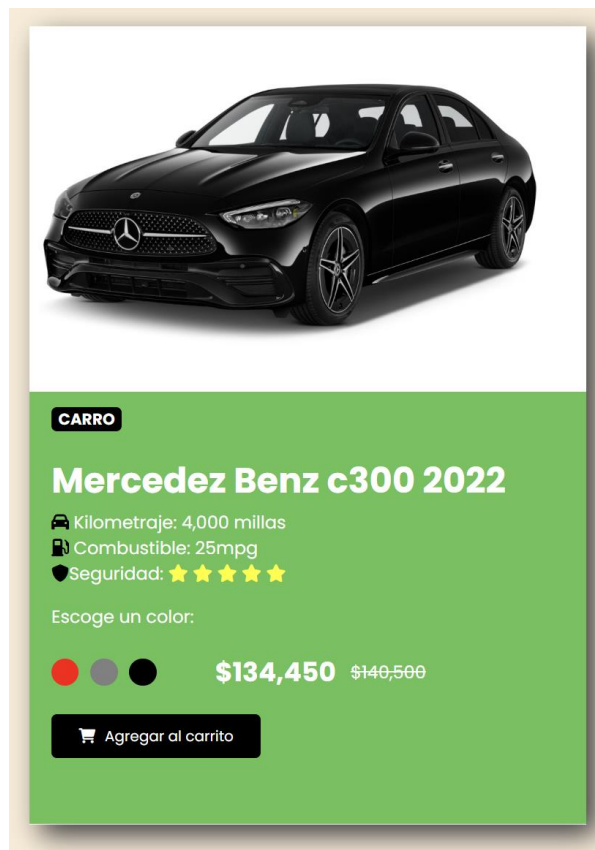 CARRO
Mercedez Benz c300 2022
Kilometraje: 4,000 millas
Combustible: 25mpg
Seguridad:
Escoge un color:
$134,450 $140,500
Agregar al carrito